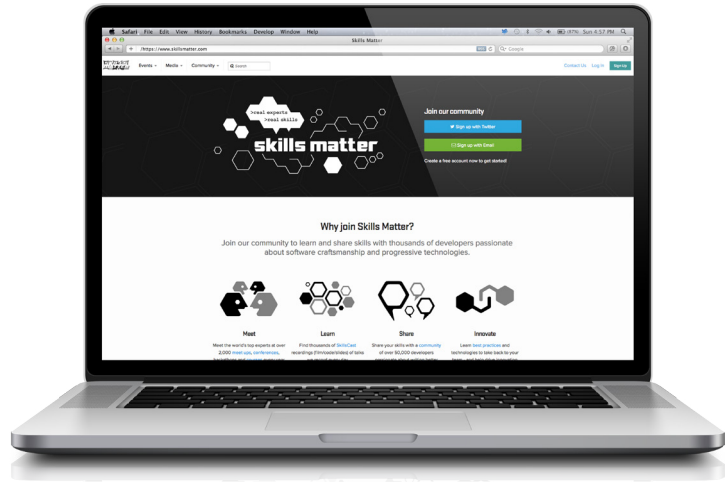 Safari File Edit View History Bookmarks Develop Window Help
(97%) Sun 4:57 PM
Skills Matter
https://www.skillsmatter.com
Google
Events Media Community Search
Contact Us Log in Sign Up
>real experts
>real skills
skills matter
Join our community
Sign up with Twitter
Sign up with Email
Create a free account now to get started!
Why join Skills Matter?
Join our community to learn and share skills with thousands of developers passionate
about software craftsmanship and progressive technologies.
Meet
Meet the world's top experts at over
2,000 meet ups, conferences,
Learn
Find thousands of SkillsCast
recordings (film/code/slides) of talks
Share
Share your skills with a community
of over 50,000 developers
Innovate
Learn best practices and
technologies to take back to your